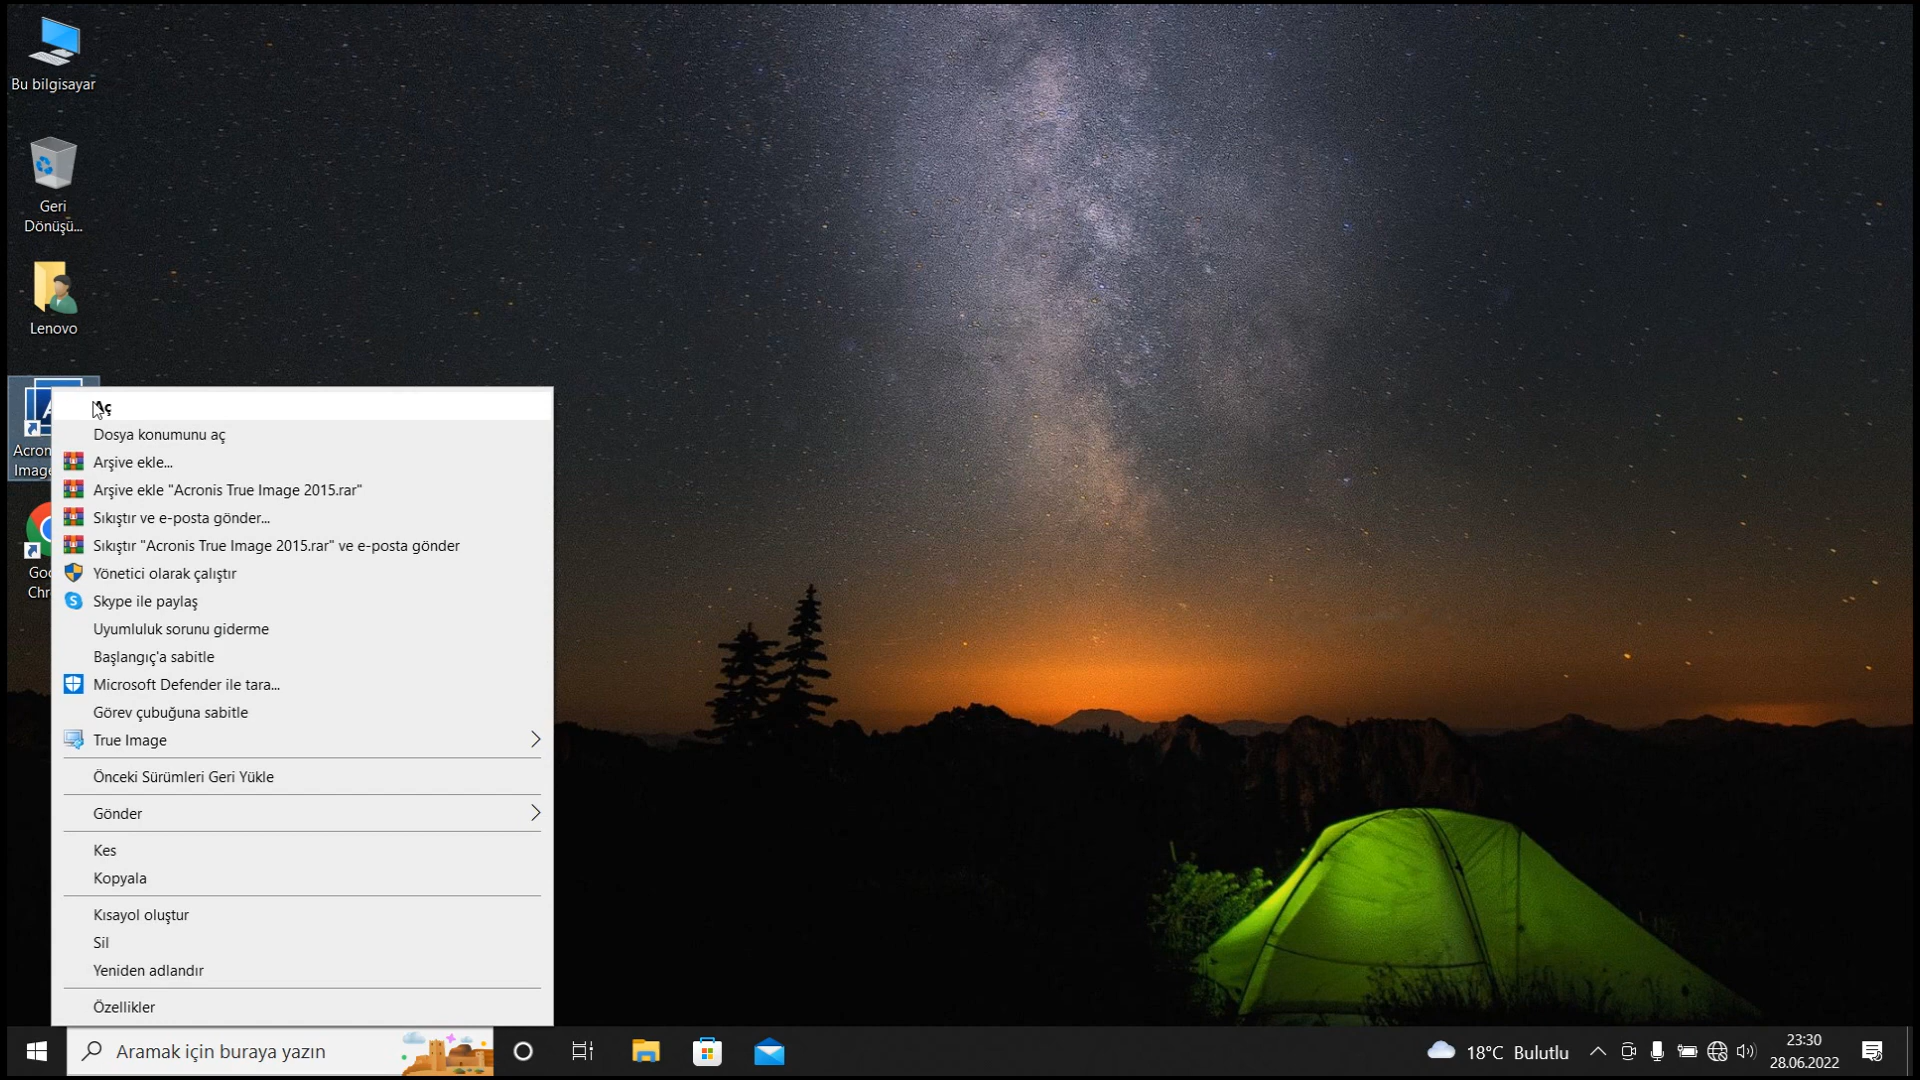 Bu bilgisayar
Geri
Dönüşü...
Lenovo
Acron
Image
Aç
Dosya konumunu aç
Arşive ekle...
Arşive ekle "Acronis True Image 2015.rar"
Sıkıştır ve e-posta gönder...
Sıkıştır "Acronis True Image 2015.rar" ve e-posta gönder
Yönetici olarak çalıştır
Skype ile paylaş
Uyumluluk sorunu giderme
Başlangıç'a sabitle
Microsoft Defender ile tara...
Görev çubuğuna sabitle
True Image
Önceki Sürümleri Geri Yükle
Gönder
Kes
Kopyala
Kısayol oluştur
Sil
Yeniden adlandır
Özellikler
Goo
Chr
Aramak için buraya yazın
18°C Bulutlu
23:30
28.06.2022